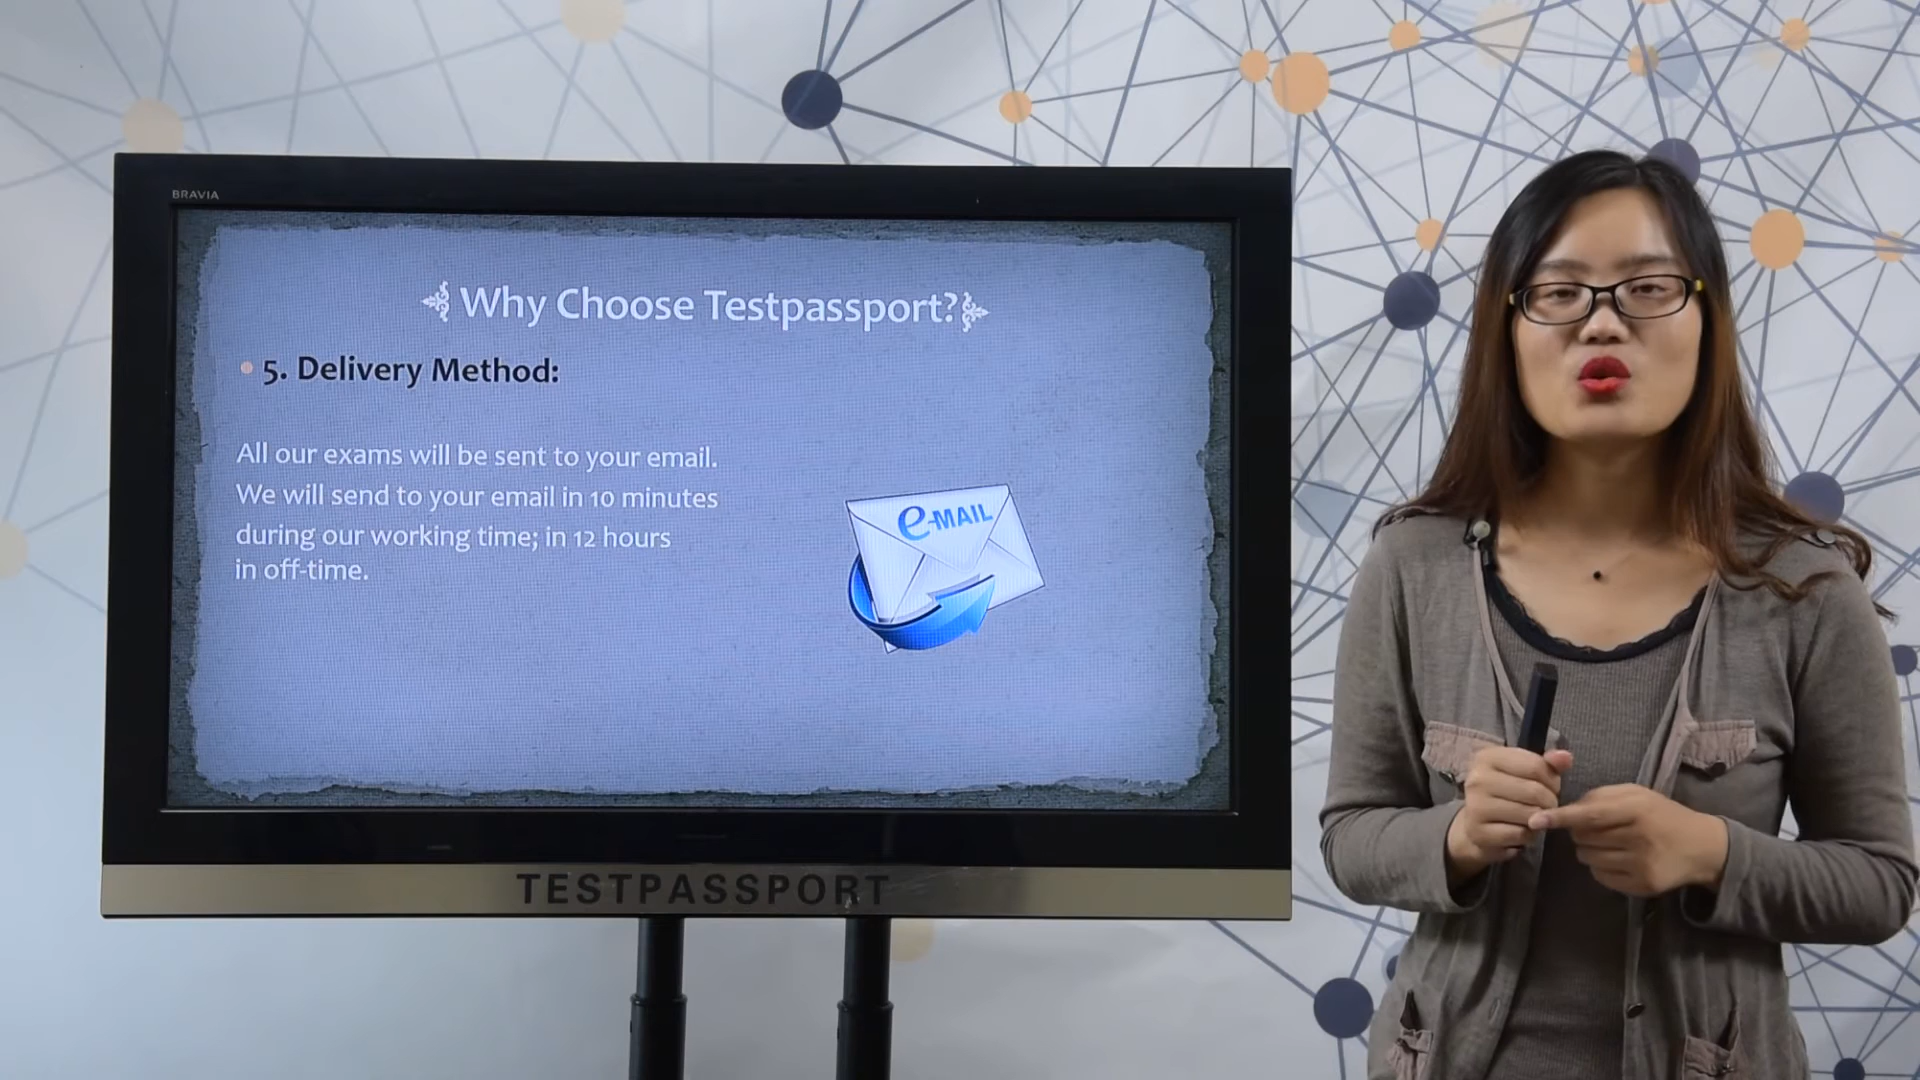 BRAVIA
Why Choose Testpassport?
• 5. Delivery Method:
All our exams will be sent to your email.
We will send to your email in 10 minutes
during our working time; in 12 hours
in off-time.
e-MAIL
TESTPASSPORT